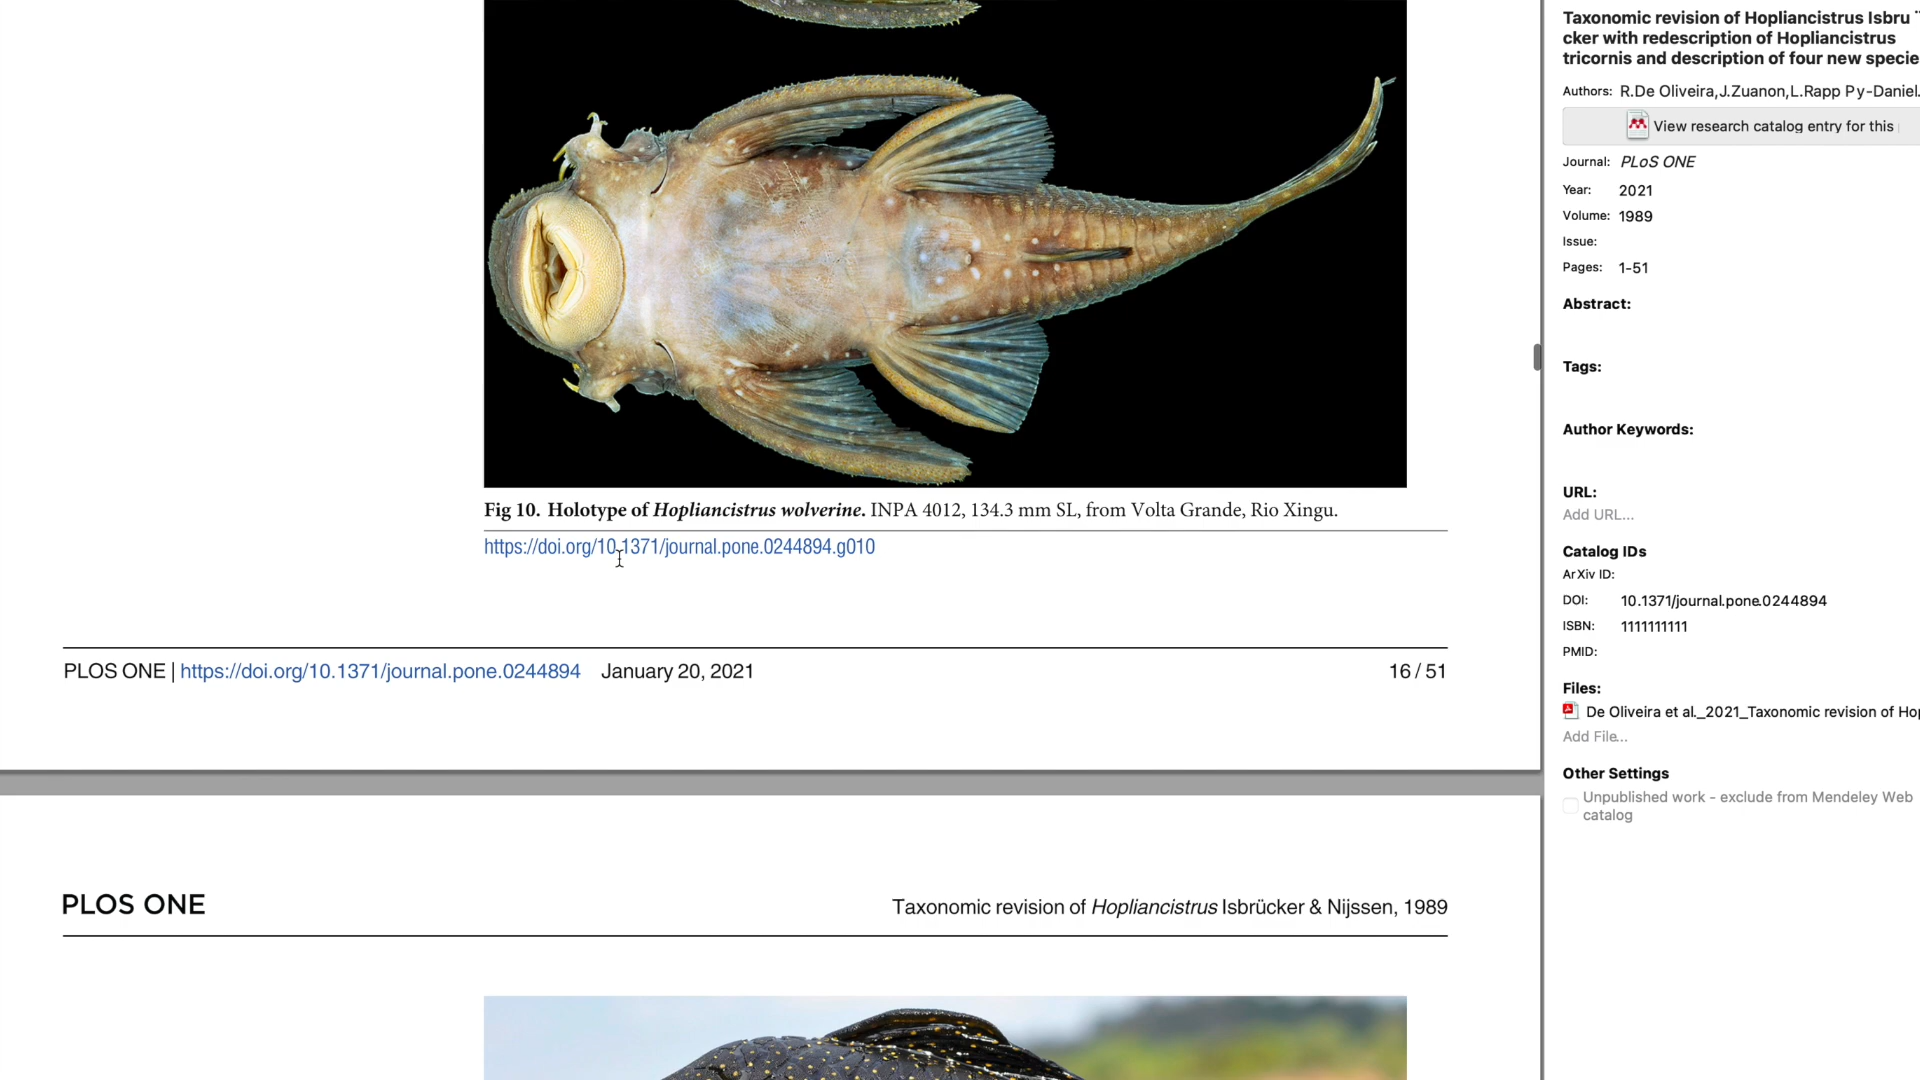 Fig 10. Holotype of Hopliancistrus wolverine. INPA 4012, 134.3 mm SL, from Volta Grande, Rio Xingu.
https://doi.org/10.1371/journal.pone.0244894.g010
PLOS ONE | https://doi.org/10.1371/journal.pone.0244894 January 20, 2021 16 / 51
PLOS ONE Taxonomic revision of Hopliancistrus Isbrücker & Nijssen, 1989
Taxonomic revision of Hopliancistrus Isbru ¨
cker with redescription of Hopliancistrus
tricornis and description of four new specie
Authors: R.De Oliveira,J.Zuanon,L.Rapp Py-Daniel.
View research catalog entry for this
Journal: PLoS ONE
Year: 2021
Volume: 1989
Issue:
Pages: 1-51
Abstract:
Tags:
Author Keywords:
URL:
Add URL...
Catalog IDs
ArXiv ID:
DOI: 10.1371/journal.pone.0244894
ISBN: 1111111111
PMID:
Files:
De Oliveira et al._2021_Taxonomic revision of Hop
Add File...
Other Settings
Unpublished work - exclude from Mendeley Web
catalog